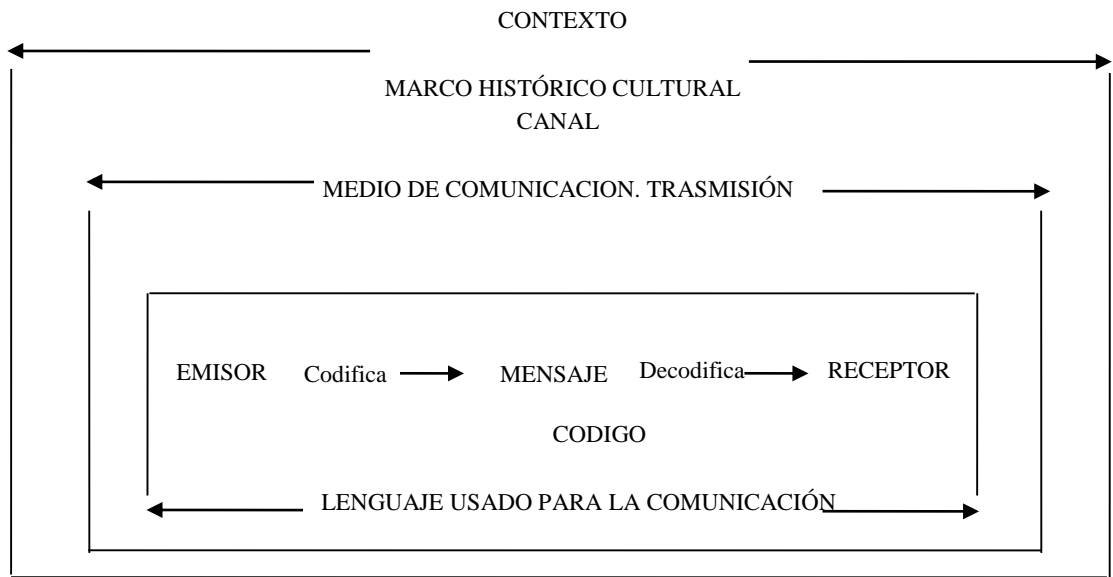 CONTEXTO
MARCO HISTÓRICO CULTURAL
CANAL
MEDIO DE COMUNICACION. TRASMISIÓN
EMISOR Codifica MENSAJE Decodifica RECEPTOR
CODIGO
LENGUAJE USADO PARA LA COMUNICACIÓN